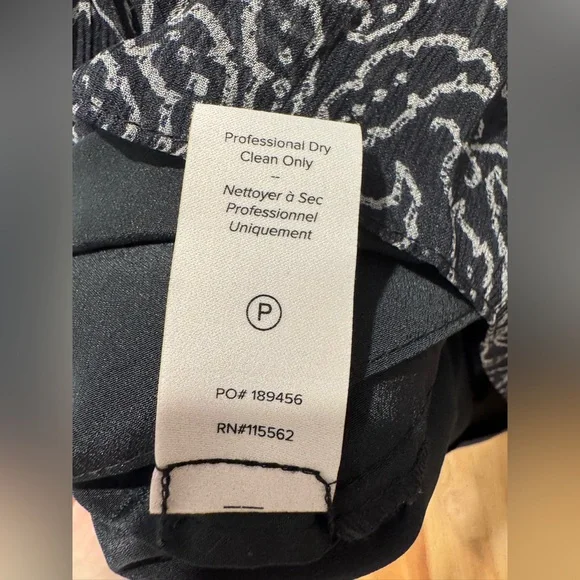 Professional Dry
Clean Only
–
Nettoyer à Sec
Professionnel
Uniquement
P
PO# 189456
RN#115562